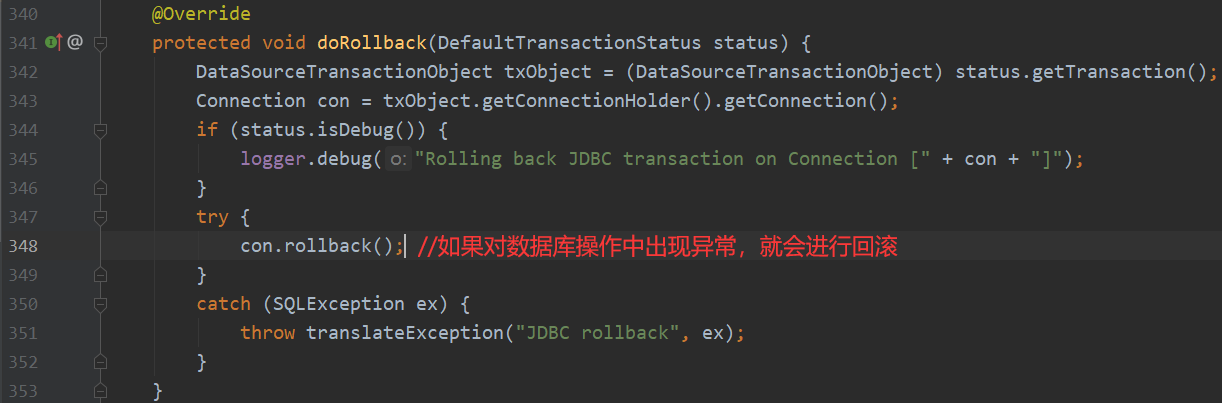 340 @Override
341 @ protected void doRollback(DefaultTransactionStatus status) {
342 DataSourceTransactionObject txObject = (DataSourceTransactionObject) status.getTransaction();
343 Connection con = txObject.getConnectionHolder().getConnection();
344 if (status.isDebug()) {
345 logger.debug( o: "Rolling back JDBC transaction on Connection [" + con + "]");
346 }
347 try {
348 con.rollback(); //如果对数据库操作中出现异常，就会进行回滚
349 }
350 catch (SQLException ex) {
351 throw translateException("JDBC rollback", ex);
352 }
353 }